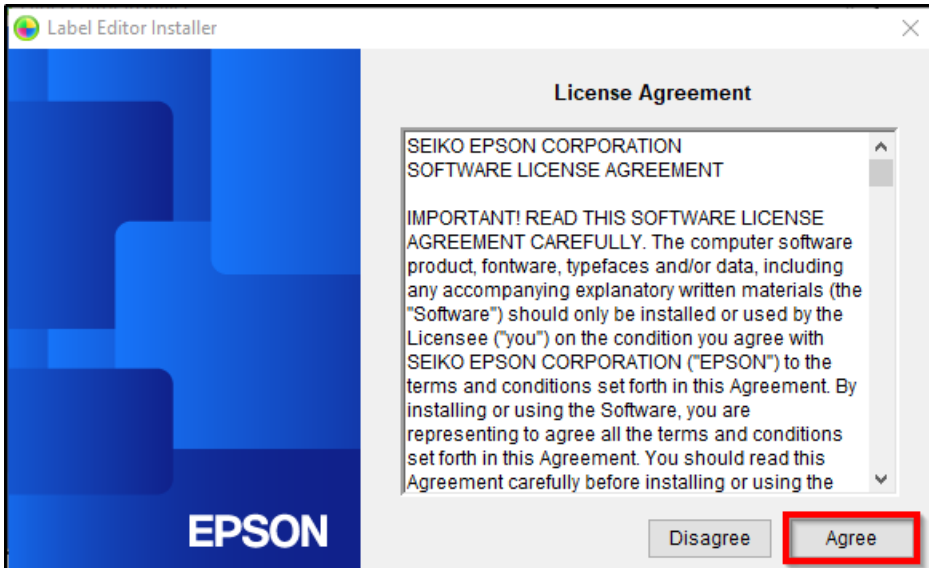 Label Editor Installer
License Agreement
SEIKO EPSON CORPORATION
SOFTWARE LICENSE AGREEMENT
IMPORTANT! READ THIS SOFTWARE LICENSE
AGREEMENT CAREFULLY. The computer software
product, fontware, typefaces and/or data, including
any accompanying explanatory written materials (the
"Software") should only be installed or used by the
Licensee ("you") on the condition you agree with
SEIKO EPSON CORPORATION ("EPSON") to the
terms and conditions set forth in this Agreement. By
installing or using the Software, you are
representing to agree all the terms and conditions
set forth in this Agreement. You should read this
Agreement carefully before installing or using the
EPSON
Disagree
Agree